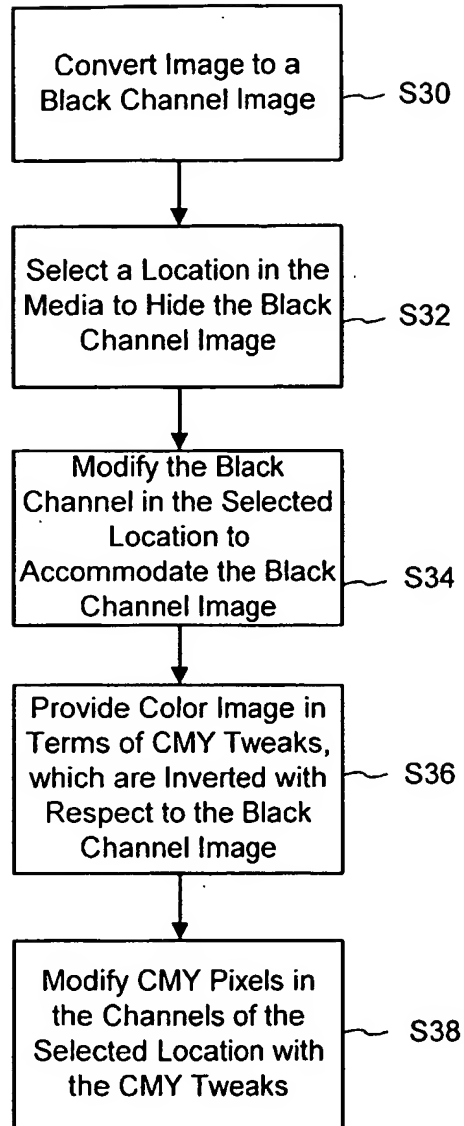 Convert Image to a
Black Channel Image
S30
Select a Location in the
Media to Hide the Black
Channel Image
S32
Modify the Black
Channel in the Selected
Location to
Accommodate the Black
Channel Image
S34
Provide Color Image in
Terms of CMY Tweaks,
which are Inverted with
Respect to the Black
Channel Image
S36
Modify CMY Pixels in
the Channels of the
Selected Location with
the CMY Tweaks
S38